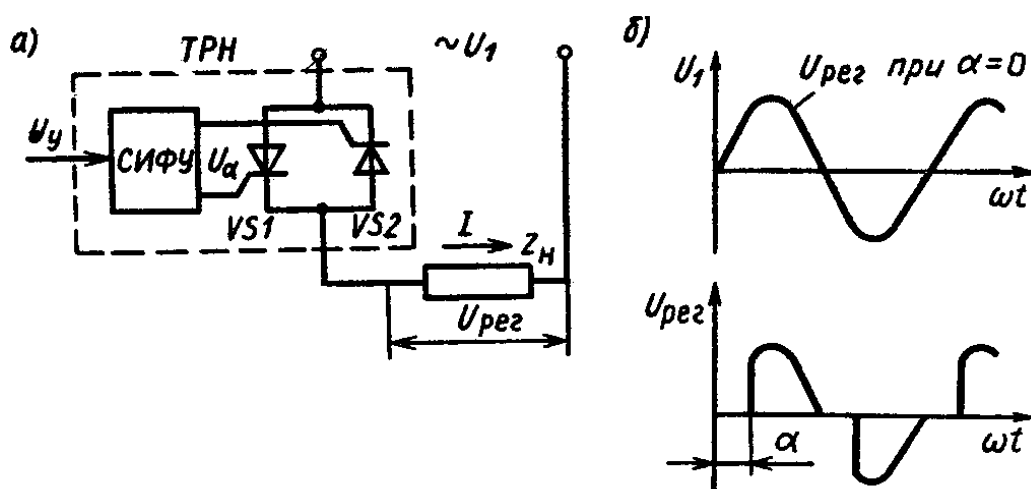 а)
ТРН
~U₁
Uу
СИФУ
Uα
VS1
VS2
I
Zн
Uрег
б)
U₁
Uрег при α=0
ωt
Uрег
α
ωt